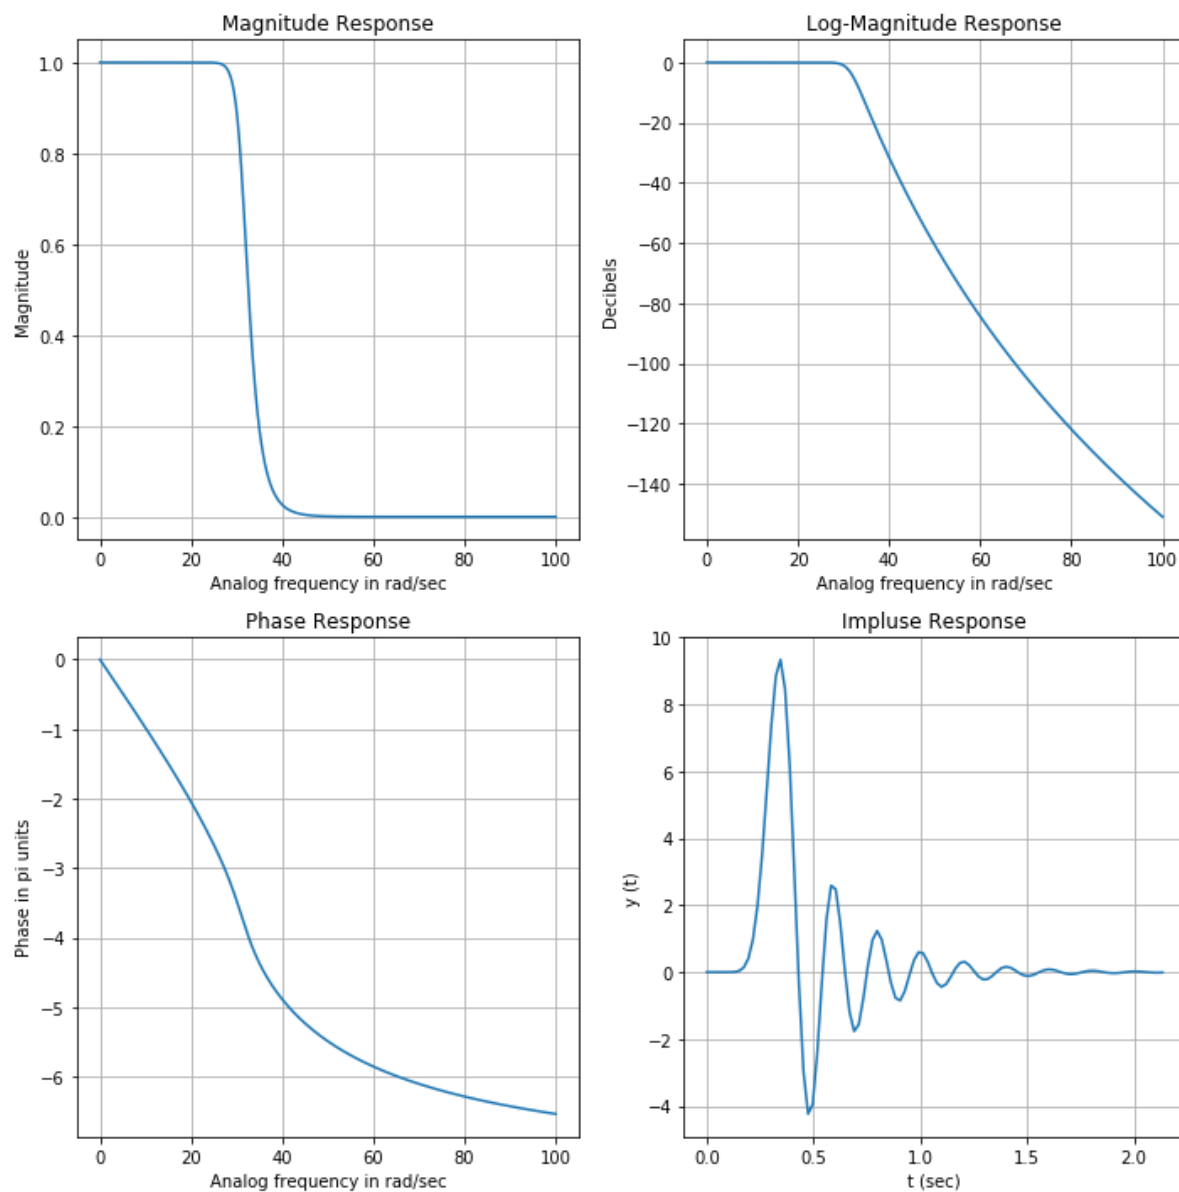 Magnitude Response
1.0
0.8
0.6
0.4
0.2
0.0
Magnitude
0 20 40 60 80 100
Analog frequency in rad/sec
Log-Magnitude Response
0
−20
−40
−60
−80
−100
−120
−140
Decibels
0 20 40 60 80 100
Analog frequency in rad/sec
Phase Response
0
−1
−2
−3
−4
−5
−6
Phase in pi units
0 20 40 60 80 100
Analog frequency in rad/sec
Impluse Response
10
8
6
4
2
0
−2
−4
y (t)
0.0 0.5 1.0 1.5 2.0
t (sec)